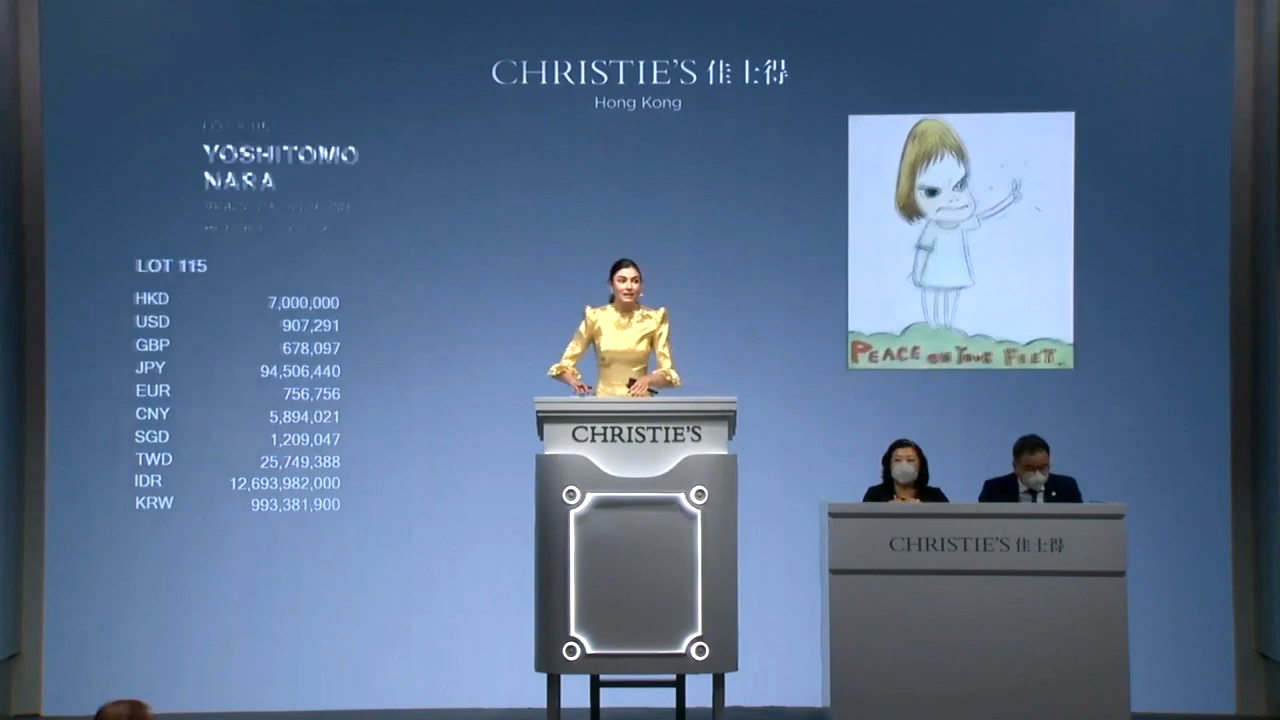 CHRISTIE'S 佳士得
Hong Kong
YOSHITOMO
NARA
LOT 115
HKD 7,000,000
USD 907,291
GBP 678,097
JPY 94,506,440
EUR 756,756
CNY 5,894,021
SGD 1,209,047
TWD 25,749,388
IDR 12,693,982,000
KRW 993,381,900
PEACE ON YOUR FEET.
CHRISTIE'S
CHRISTIE'S 佳士得